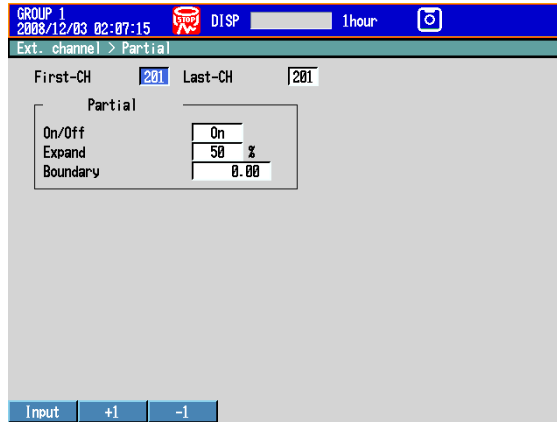 GROUP 1
2008/12/03 02:07:15
STOP
DISP
1hour
Ext. channel > Partial
First-CH 201 Last-CH 201
Partial
On/Off On
Expand 50 %
Boundary 0.00
Input +1 -1